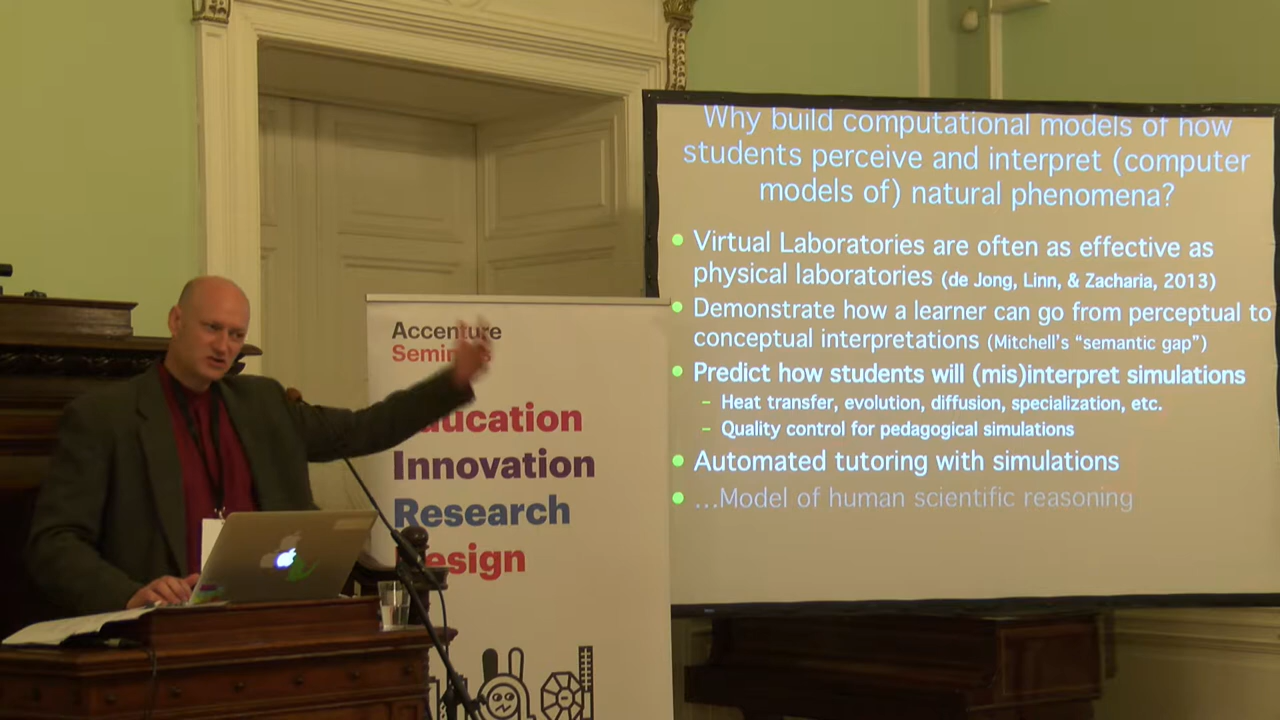 Accenture
Education
Innovation
Research
Design
Why build computational models of how
students perceive and interpret (computer
models of) natural phenomena?
Virtual Laboratories are often as effective as
physical laboratories (de Jong, Linn, & Zacharia, 2013)
Demonstrate how a learner can go from perceptual to
conceptual interpretations (Mitchell's "semantic gap")
Predict how students will (mis)interpret simulations
- Heat transfer, evolution, diffusion, specialization, etc.
- Quality control for pedagogical simulations
Automated tutoring with simulations
...Model of human scientific reasoning